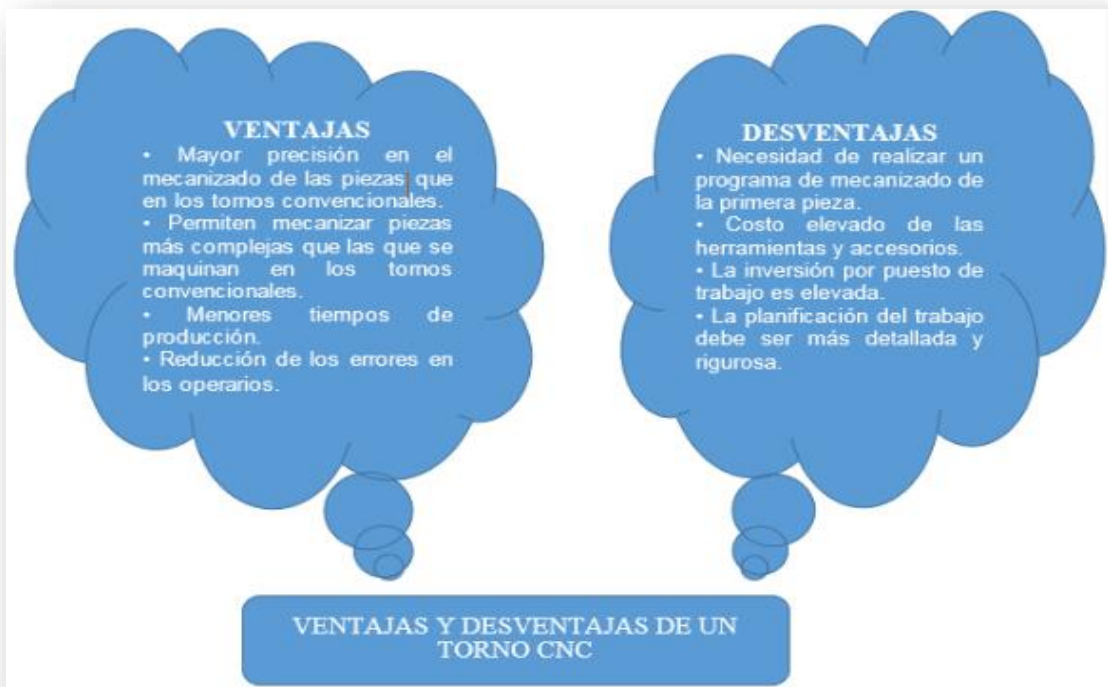 VENTAJAS
• Mayor precisión en el
mecanizado de las piezas que
en los tornos convencionales.
• Permiten mecanizar piezas
más complejas que las que se
maquinan en los tornos
convencionales.
• Menores tiempos de
producción.
• Reducción de los errores en
los operarios.
DESVENTAJAS
• Necesidad de realizar un
programa de mecanizado de
la primera pieza.
• Costo elevado de las
herramientas y accesorios.
• La inversión por puesto de
trabajo es elevada.
• La planificación del trabajo
debe ser más detallada y
rigurosa.
VENTAJAS Y DESVENTAJAS DE UN
TORNO CNC